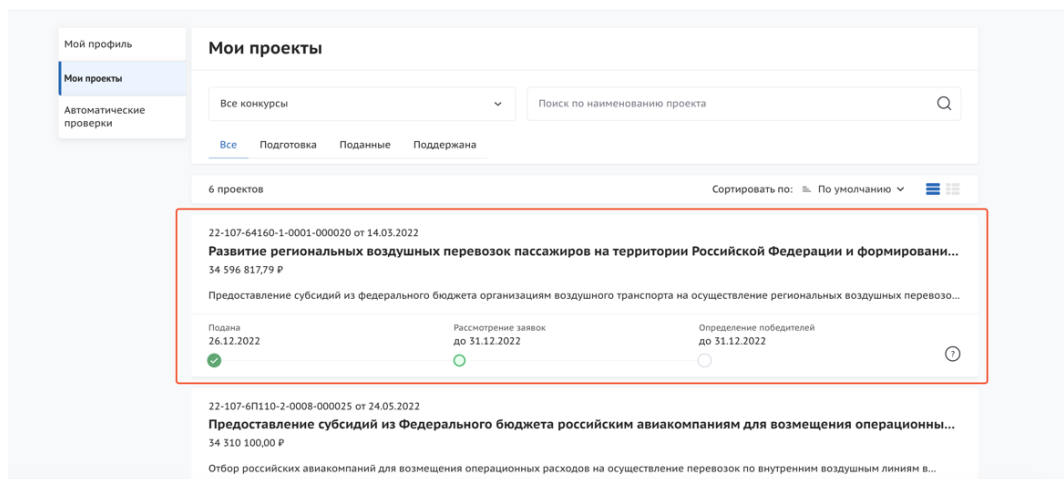 Мой профиль
Мои проекты
Автоматические
проверки
Мои проекты
Все конкурсы
Поиск по наименованию проекта
Все Подготовка Поданные Поддержана
6 проектов
Сортировать по: По умолчанию
22-107-64160-1-0001-000020 от 14.03.2022
Развитие региональных воздушных перевозок пассажиров на территории Российской Федерации и формировани...
34 596 817,79 ₽
Предоставление субсидий из федерального бюджета организациям воздушного транспорта на осуществление региональных воздушных перевозо...
Подана Рассмотрение заявок Определение победителей
26.12.2022 до 31.12.2022 до 31.12.2022
?
22-107-6П110-2-0008-000025 от 24.05.2022
Предоставление субсидий из Федерального бюджета российским авиакомпаниям для возмещения операционны...
34 310 100,00 ₽
Отбор российских авиакомпаний для возмещения операционных расходов на осуществление перевозок по внутренним воздушным линиям в...